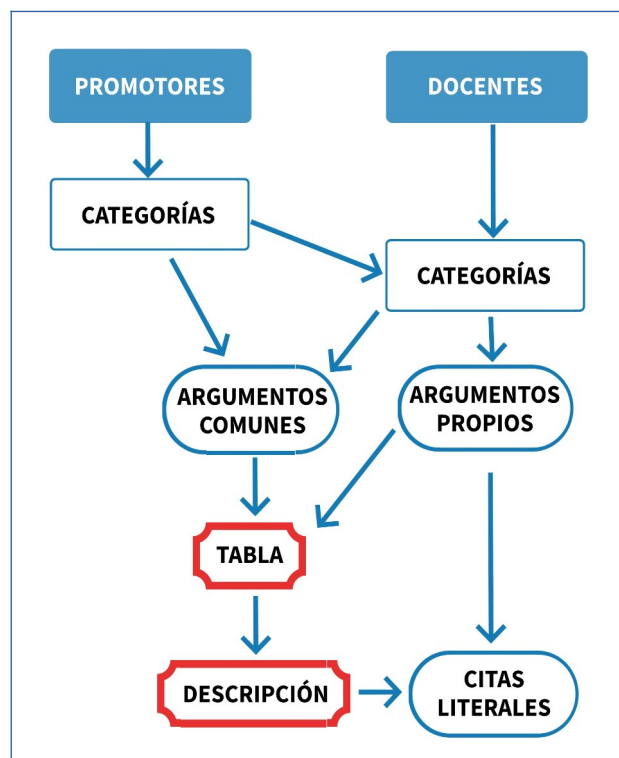 PROMOTORES
DOCENTES
CATEGORÍAS
CATEGORÍAS
ARGUMENTOS
COMUNES
ARGUMENTOS
PROPIOS
TABLA
DESCRIPCIÓN
CITAS
LITERALES